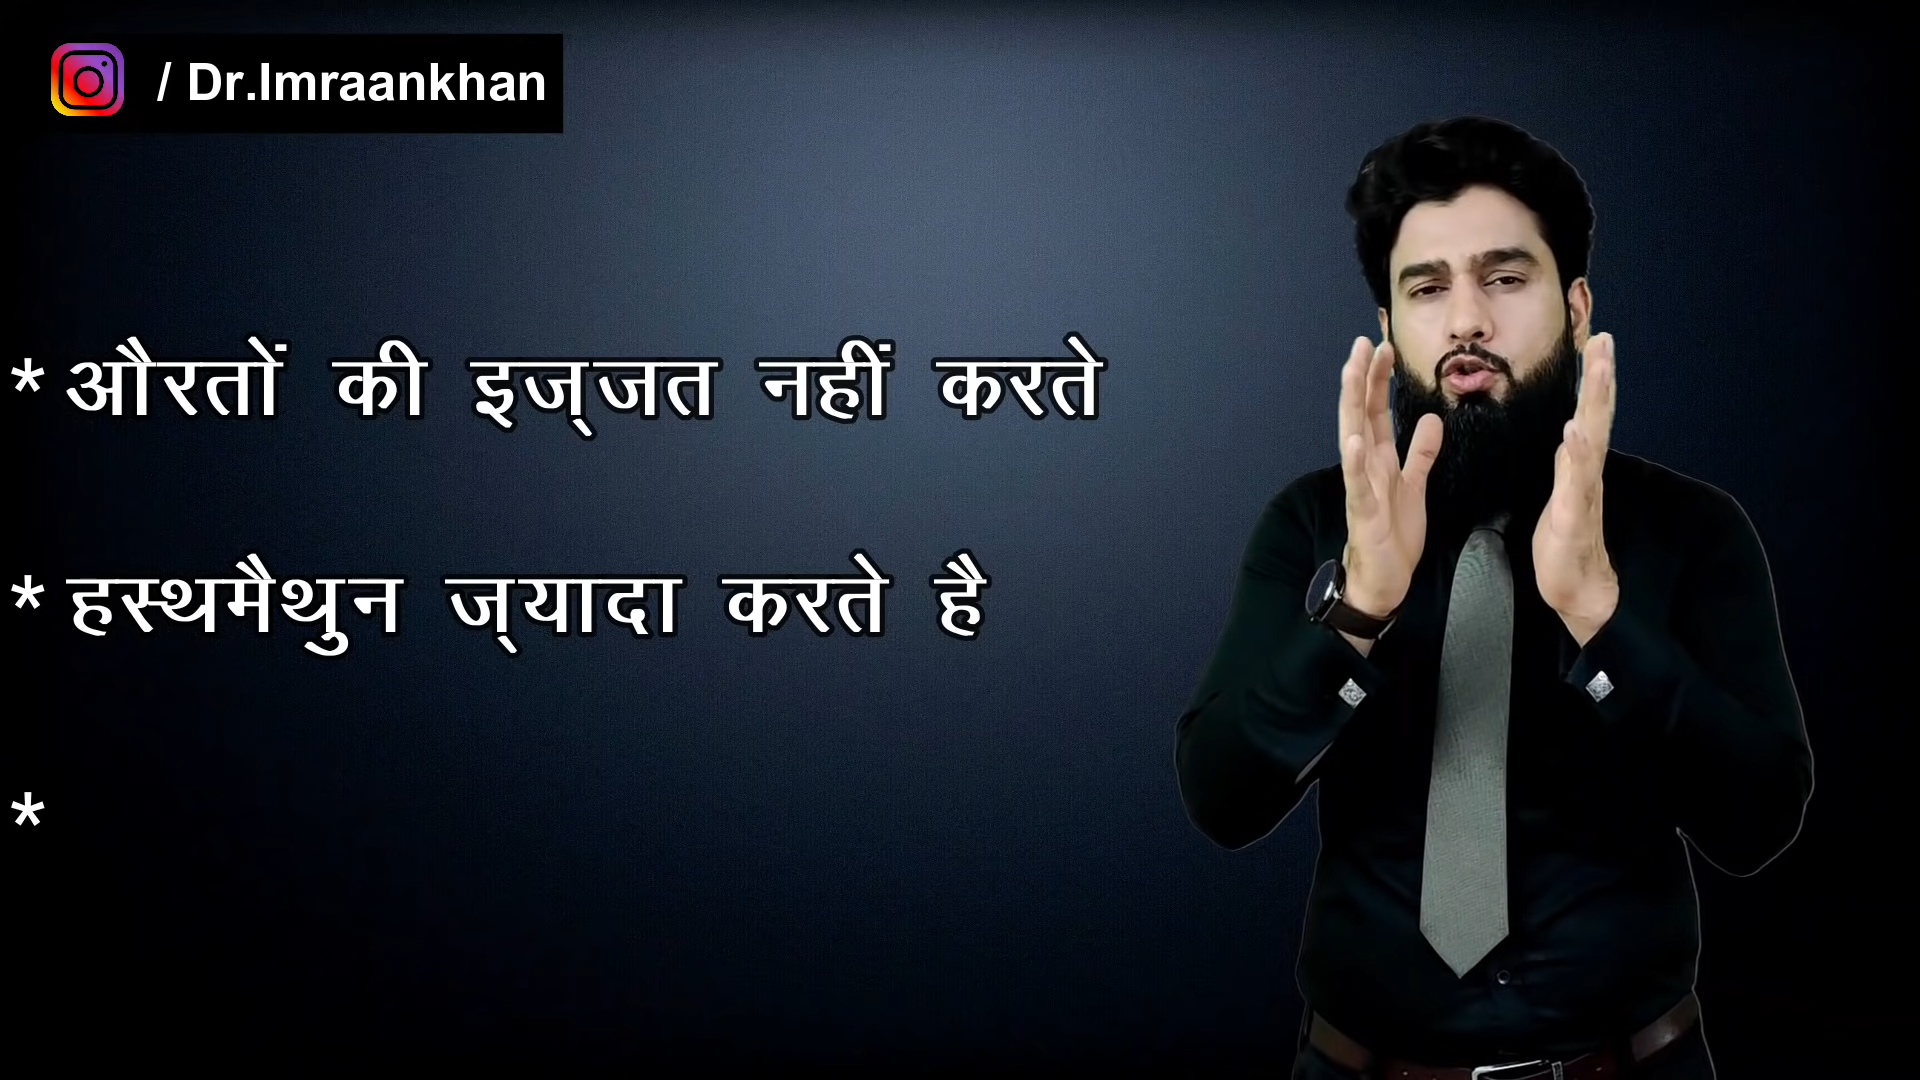 / Dr.Imraankhan
* औरतों की इज्‌जत नहीं करते
* हस्थमैथुन ज्‌यादा करते है
*